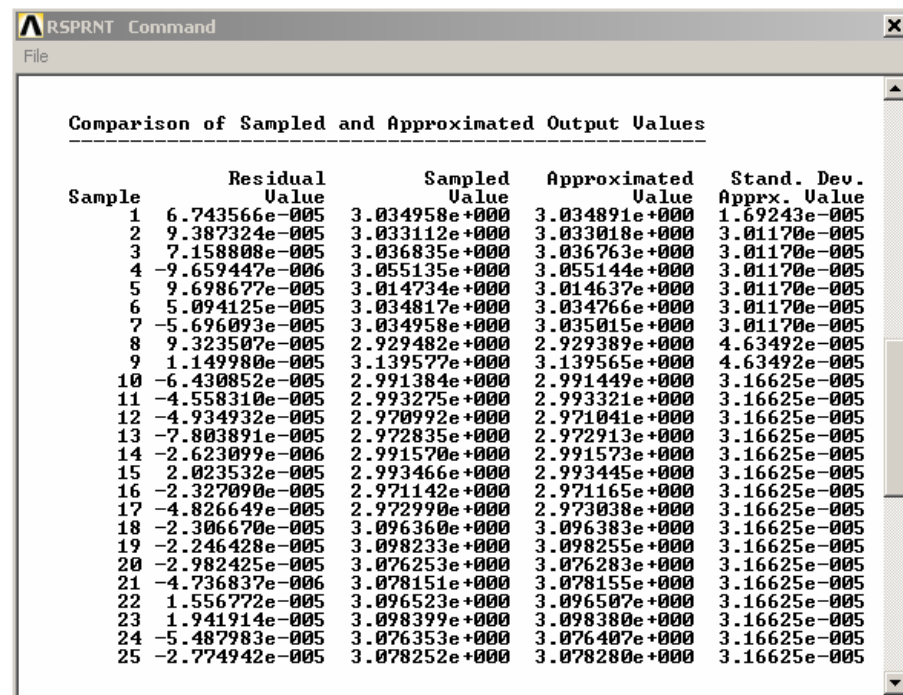 RSPRNT Command
File
Comparison of Sampled and Approximated Output Values
Residual Sampled Approximated Stand. Dev.
Sample Value Value Value Apprx. Value
1 6.743566e-005 3.034958e+000 3.034891e+000 1.69243e-005
2 9.387324e-005 3.033112e+000 3.033018e+000 3.01170e-005
3 7.158808e-005 3.036835e+000 3.036763e+000 3.01170e-005
4 -9.659447e-006 3.055135e+000 3.055144e+000 3.01170e-005
5 9.698677e-005 3.014734e+000 3.014637e+000 3.01170e-005
6 5.094125e-005 3.034817e+000 3.034766e+000 3.01170e-005
7 -5.696093e-005 3.034958e+000 3.035015e+000 3.01170e-005
8 9.323507e-005 2.929482e+000 2.929389e+000 4.63492e-005
9 1.149980e-005 3.139577e+000 3.139565e+000 4.63492e-005
10 -6.430852e-005 2.991384e+000 2.991449e+000 3.16625e-005
11 -4.558310e-005 2.993275e+000 2.993321e+000 3.16625e-005
12 -4.934932e-005 2.970992e+000 2.971041e+000 3.16625e-005
13 -7.803891e-005 2.972835e+000 2.972913e+000 3.16625e-005
14 -2.623099e-006 2.991570e+000 2.991573e+000 3.16625e-005
15 2.023532e-005 2.993466e+000 2.993445e+000 3.16625e-005
16 -2.327090e-005 2.971142e+000 2.971165e+000 3.16625e-005
17 -4.826649e-005 2.972990e+000 2.973038e+000 3.16625e-005
18 -2.306670e-005 3.096360e+000 3.096383e+000 3.16625e-005
19 -2.246428e-005 3.098233e+000 3.098255e+000 3.16625e-005
20 -2.982425e-005 3.076253e+000 3.076283e+000 3.16625e-005
21 -4.736837e-006 3.078151e+000 3.078155e+000 3.16625e-005
22 1.556772e-005 3.096523e+000 3.096507e+000 3.16625e-005
23 1.941914e-005 3.098399e+000 3.098380e+000 3.16625e-005
24 -5.487983e-005 3.076353e+000 3.076407e+000 3.16625e-005
25 -2.774942e-005 3.078252e+000 3.078280e+000 3.16625e-005